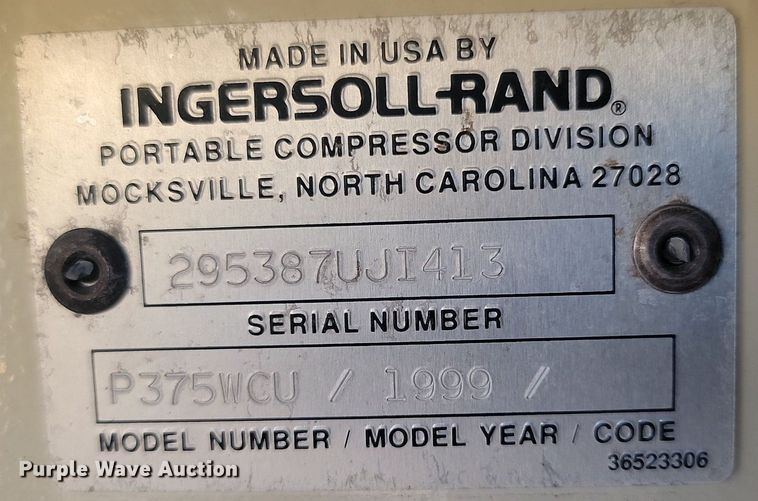 MADE IN USA BY
INGERSOLL-RAND®
PORTABLE COMPRESSOR DIVISION
MOCKSVILLE, NORTH CAROLINA 27028
295387UJI413
SERIAL NUMBER
P375WCU / 1999 /
MODEL NUMBER / MODEL YEAR / CODE
36523306
Purple Wave Auction